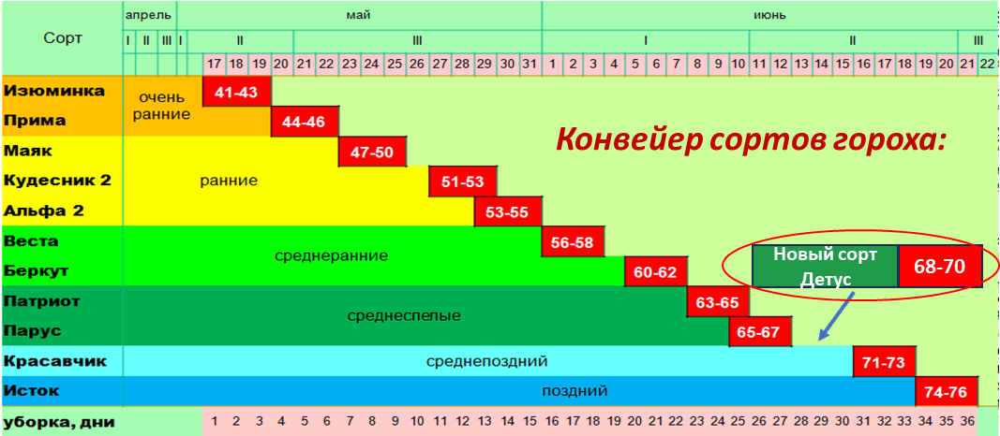 Сорт апрель май июнь
I II III I II III I II III
17 18 19 20 21 22 23 24 25 26 27 28 29 30 31 1 2 3 4 5 6 7 8 9 10 11 12 13 14 15 16 17 18 19 20 21 22
Изюминка 41-43
очень ранние
Прима 44-46
Конвейер сортов гороха:
Маяк 47-50
Кудесник 2 ранние 51-53
Альфа 2 53-55
Веста 56-58
среднеранние
Новый сорт Детус 68-70
Беркут 60-62
Патриот 63-65
среднеспелые
Парус 65-67
Красавчик среднепоздний 71-73
Исток поздний 74-76
уборка, дни 1 2 3 4 5 6 7 8 9 10 11 12 13 14 15 16 17 18 19 20 21 22 23 24 25 26 27 28 29 30 31 32 33 34 35 36